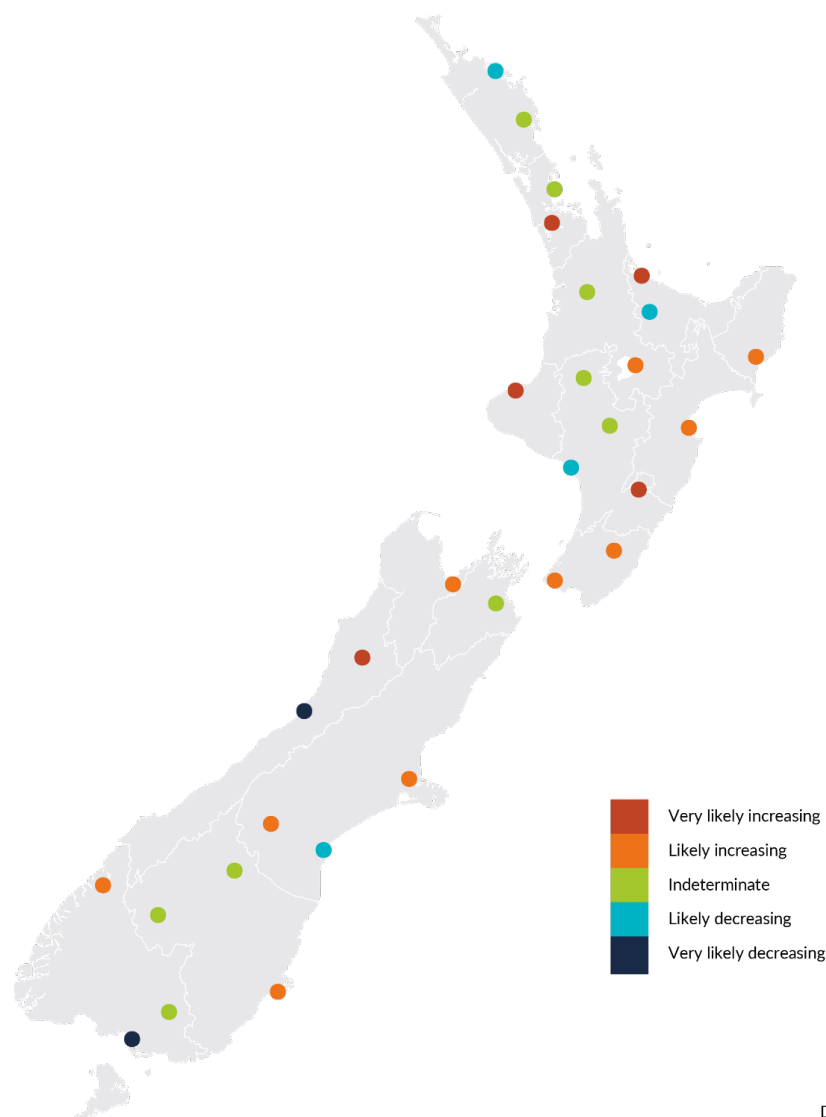 Very likely increasing
Likely increasing
Indeterminate
Likely decreasing
Very likely decreasing